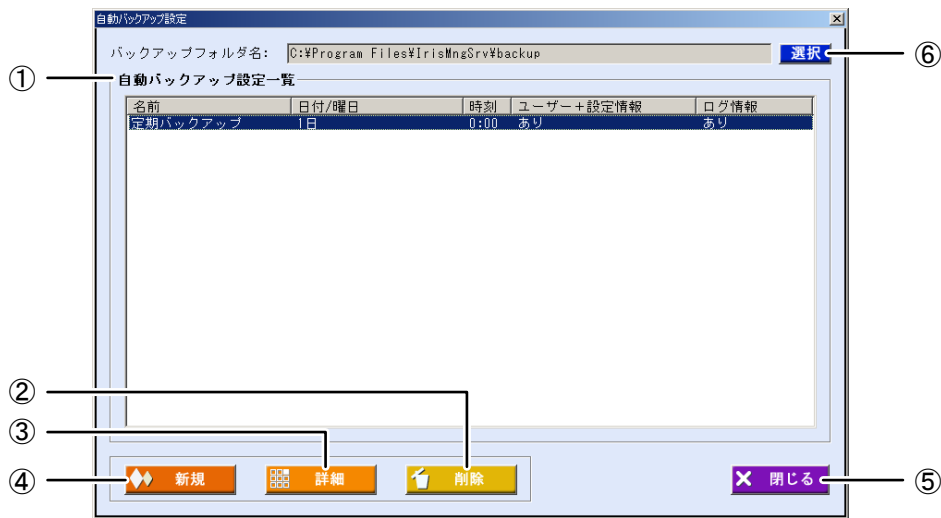 自動バックアップ設定
バックアップフォルダ名: C:¥Program Files¥IrisMngSrv¥backup 選択 ⑥
① 自動バックアップ設定一覧
名前 日付/曜日 時刻 ユーザー+設定情報 ログ情報
定期バックアップ 1日 0:00 あり あり
②
③
④ 新規 詳細 削除 閉じる ⑤